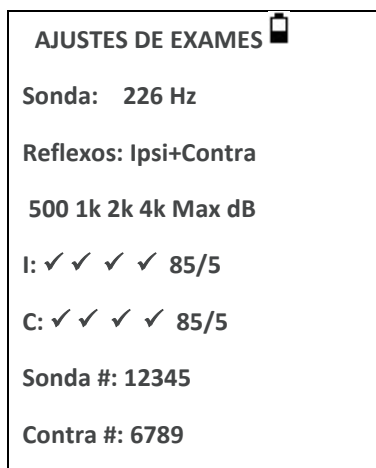 AJUSTES DE EXAMES
Sonda: 226 Hz
Reflexos: Ipsi+Contra
500 1k 2k 4k Max dB
I: ✓ ✓ ✓ ✓ 85/5
C: ✓ ✓ ✓ ✓ 85/5
Sonda #: 12345
Contra #: 6789